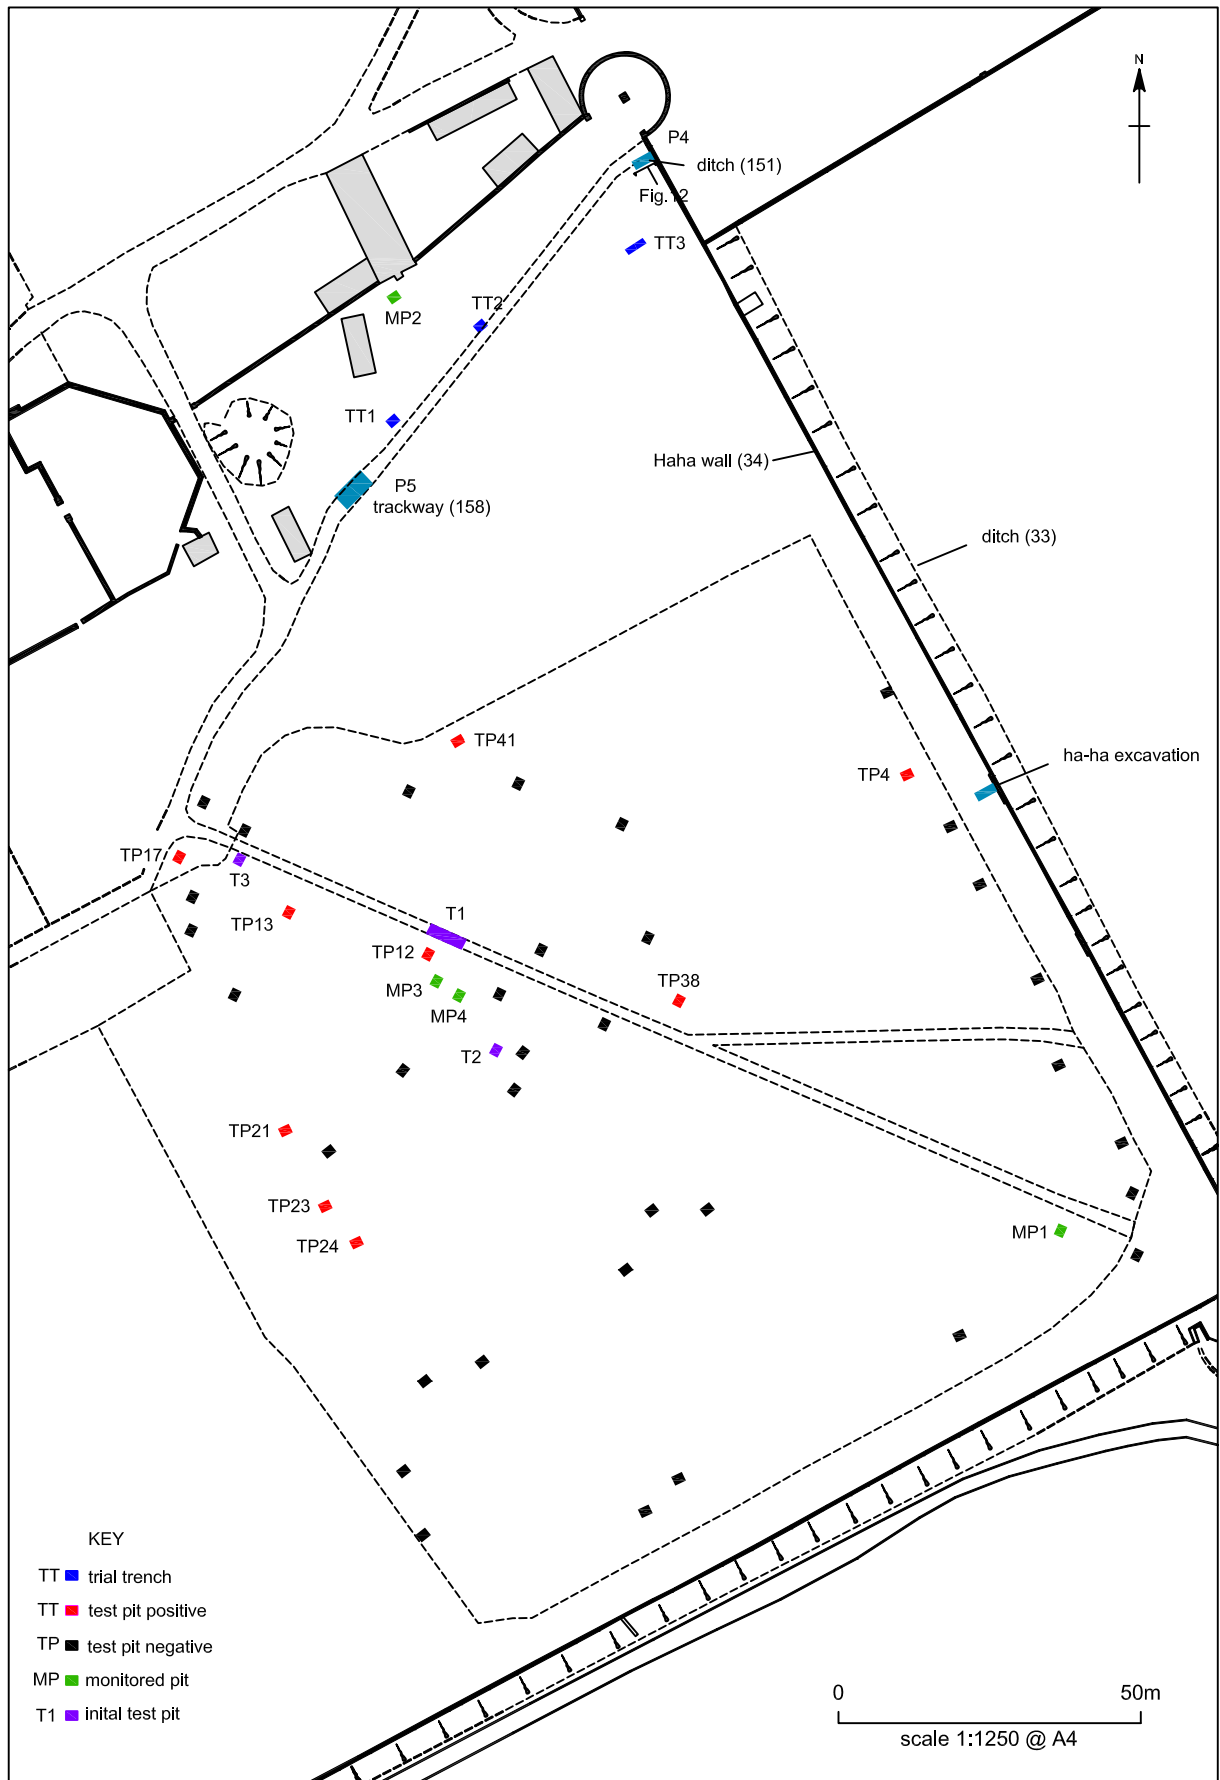 N
P4
ditch (151)
Fig.12
TT3
MP2
TT2
TT1
Haha wall (34)
P5
trackway (158)
ditch (33)
TP41
TP4
ha-ha excavation
TP17
T3
TP13
T1
TP12
MP3
MP4
TP38
T2
TP21
TP23
TP24
MP1
KEY
TT trial trench
TT test pit positive
TP test pit negative
MP monitored pit
T1 inital test pit
0 50m
scale 1:1250 @ A4